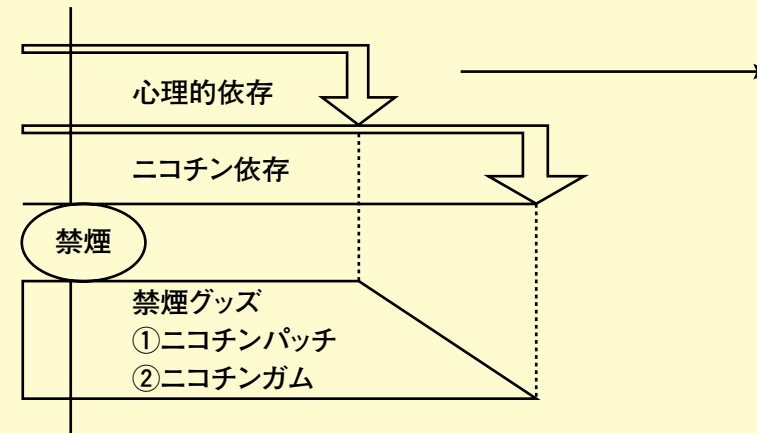 心理的依存
ニコチン依存
禁煙
禁煙グッズ
①ニコチンパッチ
②ニコチンガム